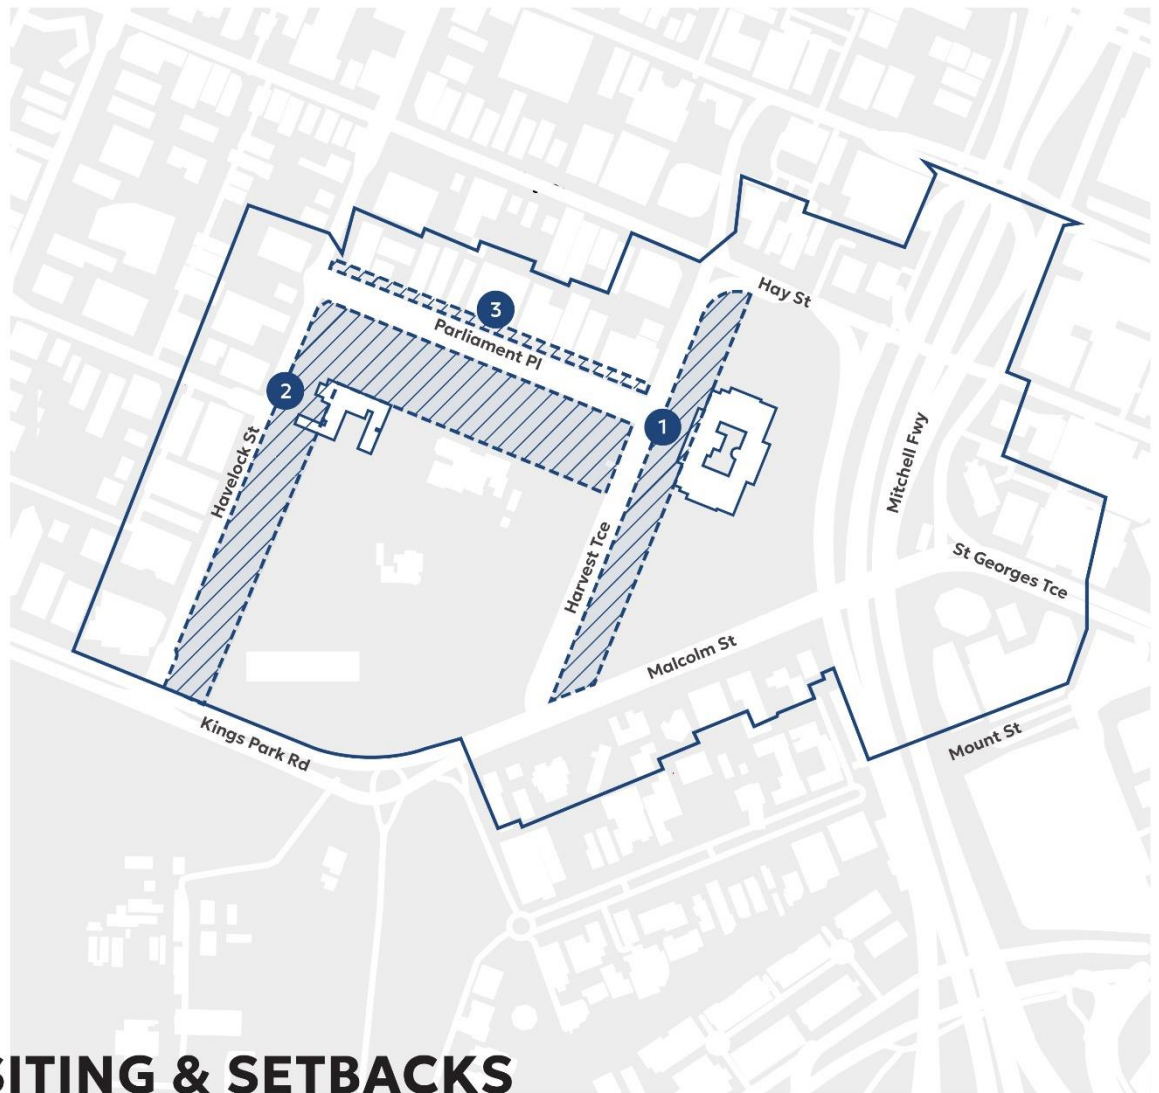 Hay St
3
Parliament Pl
2
1
Havelock St
Mitchell Fwy
Harvest Tce
St Georges Tce
Malcolm St
Kings Park Rd
Mount St
SITING & SETBACKS